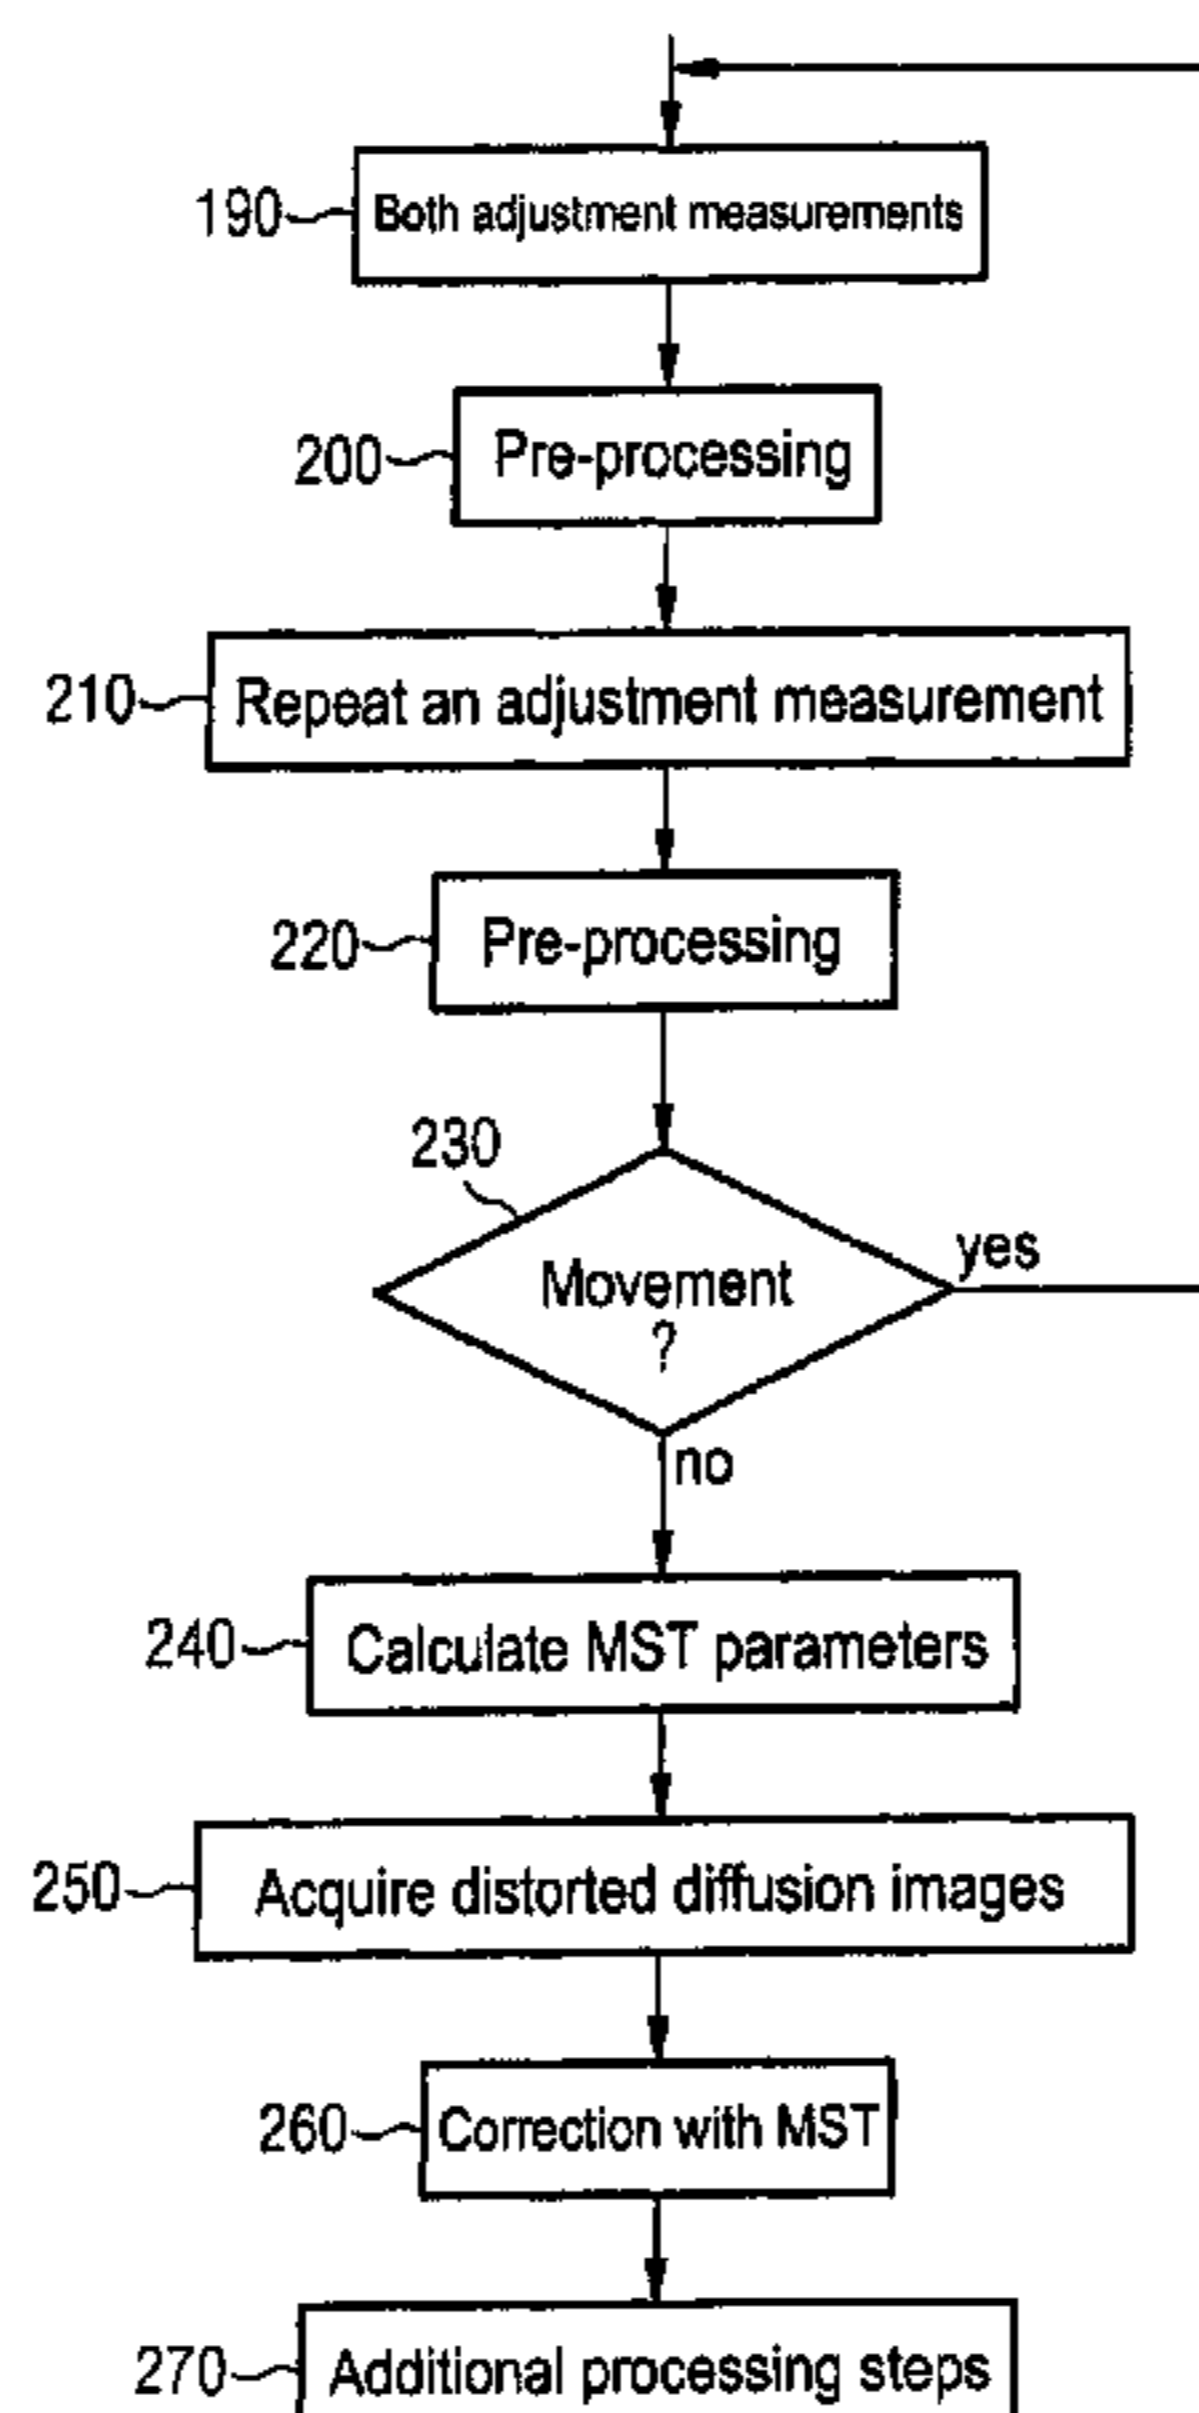 190 Both adjustment measurements
200 Pre-processing
210 Repeat an adjustment measurement
220 Pre-processing
230
Movement
?
yes
no
240 Calculate MST parameters
250 Acquire distorted diffusion images
260 Correction with MST
270 Additional processing steps